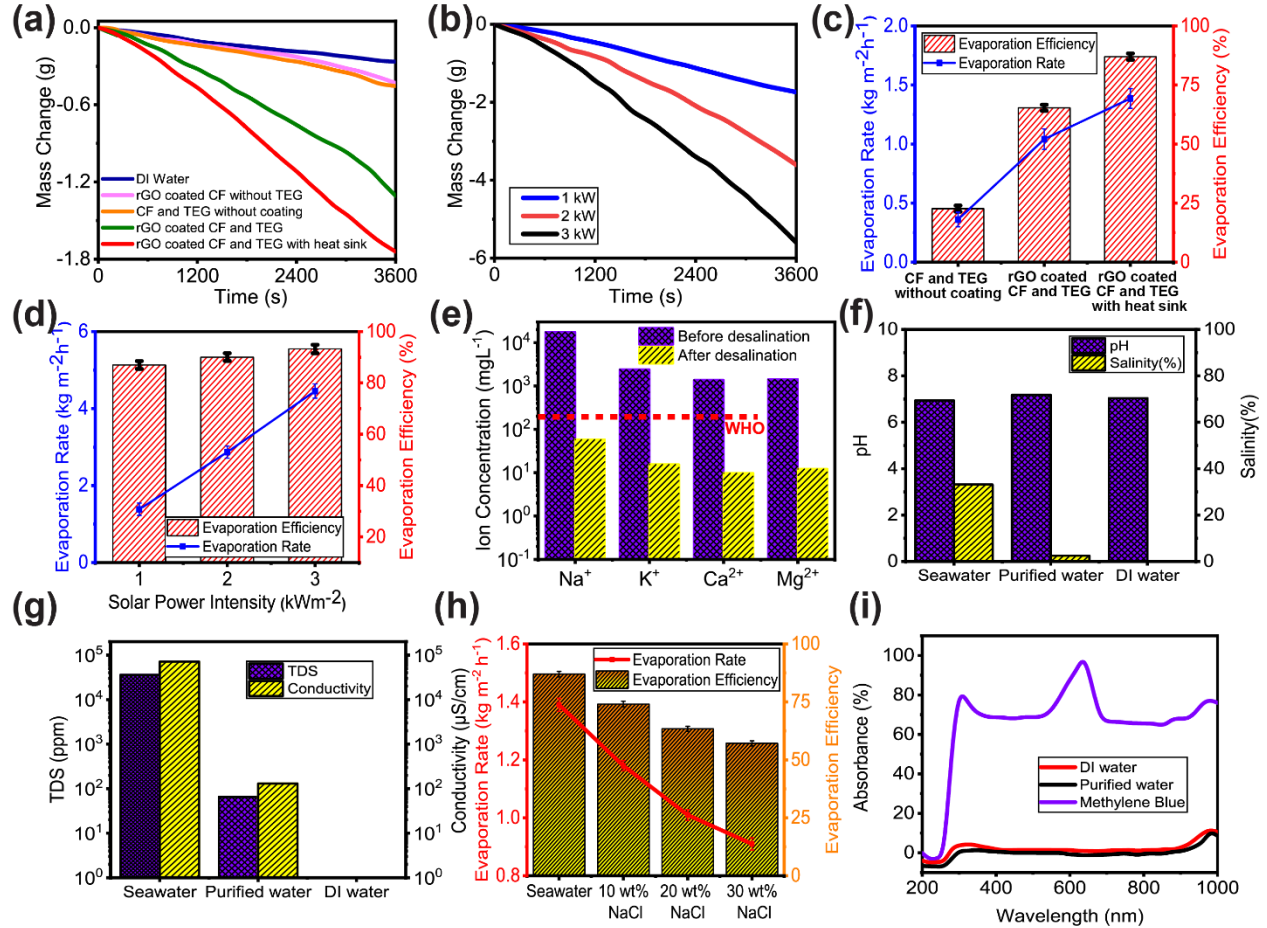 (a)
0.0
-0.6
-1.2
-1.8
Mass Change (g)
DI Water
rGO coated CF without TEG
CF and TEG without coating
rGO coated CF and TEG
rGO coated CF and TEG with heat sink
0 1200 2400 3600
Time (s)
(b)
0
-2
-4
-6
Mass Change (g)
1 kW
2 kW
3 kW
0 1200 2400 3600
Time (s)
(c)
2.0
1.5
1.0
0.5
0.0
Evaporation Rate (kg m-2h-1)
Evaporation Efficiency
Evaporation Rate
100
75
50
25
0
Evaporation Efficiency (%)
CF and TEG
without coating
rGO coated
CF and TEG
rGO coated
CF and TEG
with heat sink
(d)
6
5
4
3
2
1
0
Evaporation Rate (kg m-2h-1)
Evaporation Efficiency
Evaporation Rate
100
90
80
70
60
50
40
30
Evaporation Efficiency (%)
1 2 3
Solar Power Intensity (kWm-2)
(e)
10⁴
10³
10²
10¹
10⁰
10-1
Ion Concentration (mgL-1)
Before desalination
After desalination
WHO
Na+ K+ Ca2+ Mg2+
(f)
10
8
6
4
2
0
pH
pH
Salinity(%)
100
80
60
40
20
0
Salinity(%)
Seawater Purified water DI water
(g)
10⁵
10⁴
10³
10²
10¹
10⁰
TDS (ppm)
TDS
Conductivity
10⁵
10⁴
10³
10²
10¹
10⁰
Conductivity (µS/cm)
Seawater Purified water DI water
(h)
1.6
1.4
1.2
1.0
0.8
Evaporation Rate (kg m-2 h-1)
Evaporation Rate
Evaporation Efficiency
100
75
50
25
0
Evaporation Efficiency
Seawater 10 wt% 20 wt% 30 wt%
NaCl NaCl NaCl
(i)
100
80
60
40
20
0
Absorbance (%)
DI water
Purified water
Methylene Blue
200 400 600 800 1000
Wavelength (nm)